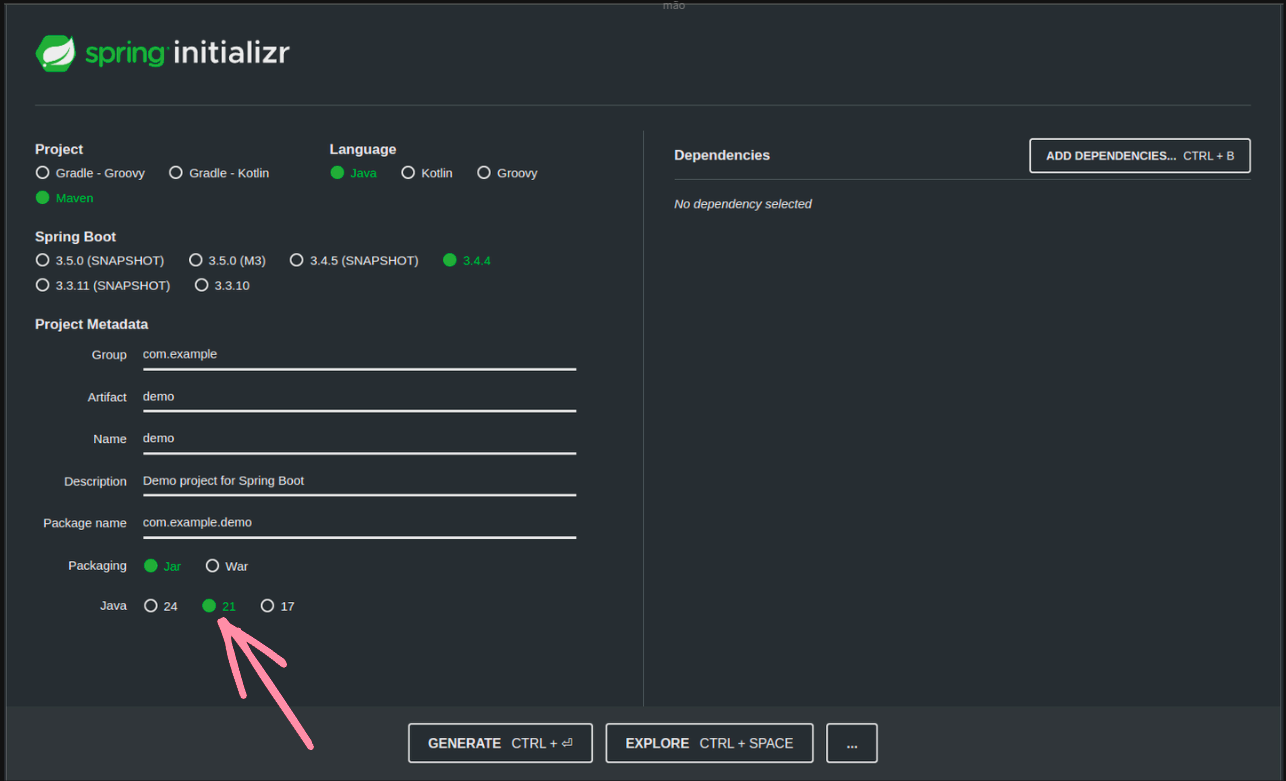 mão
spring initializr
Project
Gradle - Groovy Gradle - Kotlin
Maven
Language
Java Kotlin Groovy
Spring Boot
3.5.0 (SNAPSHOT) 3.5.0 (M3) 3.4.5 (SNAPSHOT) 3.4.4
3.3.11 (SNAPSHOT) 3.3.10
Project Metadata
Group com.example
Artifact demo
Name demo
Description Demo project for Spring Boot
Package name com.example.demo
Packaging Jar War
Java 24 21 17
Dependencies
ADD DEPENDENCIES... CTRL + B
No dependency selected
GENERATE CTRL + ⏎
EXPLORE CTRL + SPACE
...